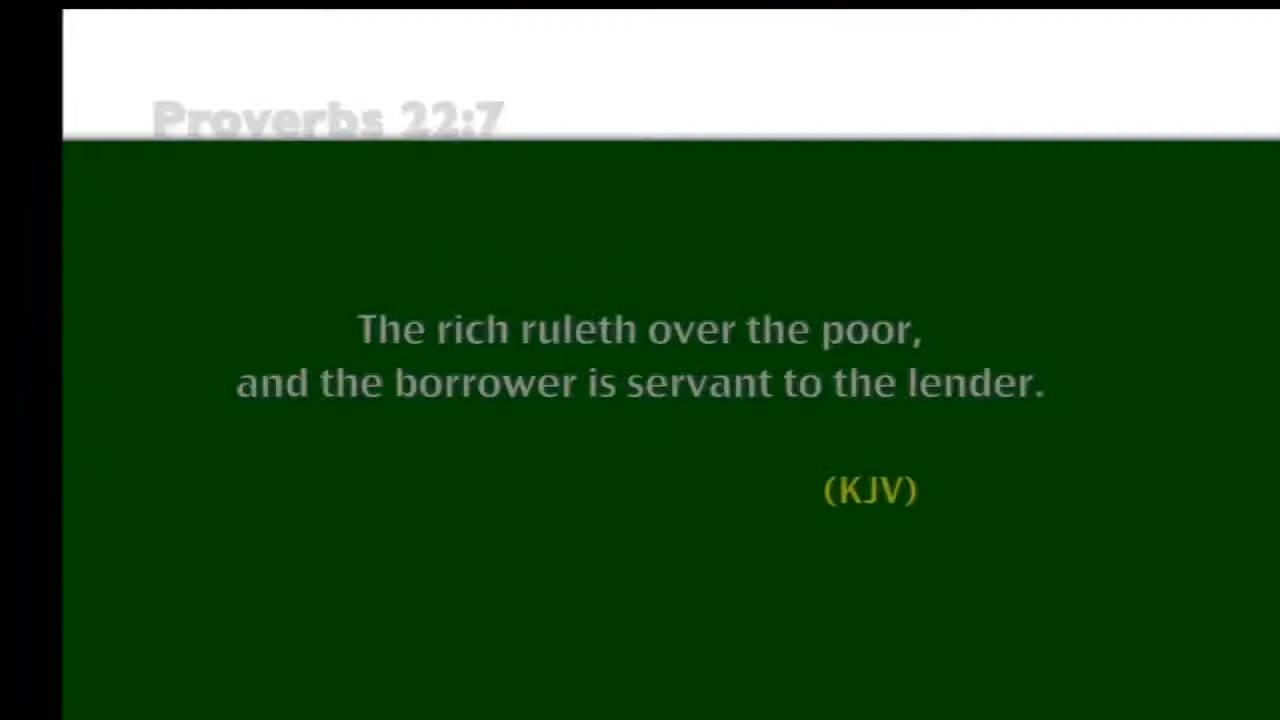 Proverbs 22:7
The rich ruleth over the poor,
and the borrower is servant to the lender.
(KJV)